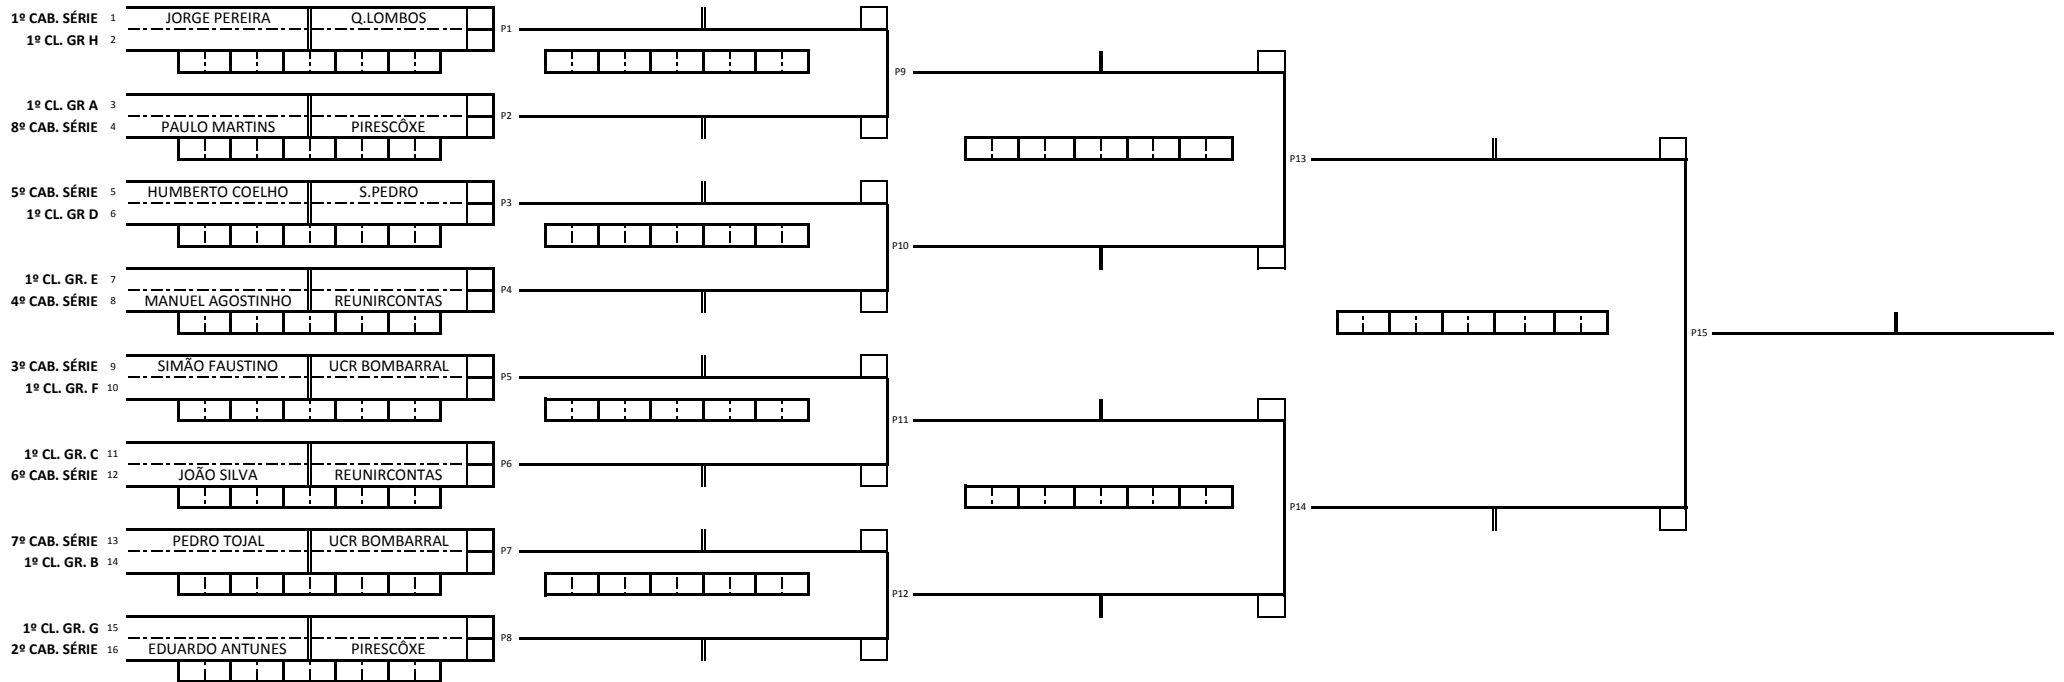 1º CAB. SÉRIE 1 JORGE PEREIRA Q.LOMBOS
P1
1º CL. GR H 2
P9
1º CL. GR A 3
P2
8º CAB. SÉRIE 4 PAULO MARTINS PIRESCÔXE
P13
5º CAB. SÉRIE 5 HUMBERTO COELHO S.PEDRO
P3
1º CL. GR D 6
P10
1º CL. GR. E 7
P4
4º CAB. SÉRIE 8 MANUEL AGOSTINHO REUNIRCONTAS
P15
3º CAB. SÉRIE 9 SIMÃO FAUSTINO UCR BOMBARRAL
P5
1º CL. GR. F 10
P11
1º CL. GR. C 11
P6
6º CAB. SÉRIE 12 JOÃO SILVA REUNIRCONTAS
P14
7º CAB. SÉRIE 13 PEDRO TOJAL UCR BOMBARRAL
P7
1º CL. GR. B 14
P12
1º CL. GR. G 15
P8
2º CAB. SÉRIE 16 EDUARDO ANTUNES PIRESCÔXE